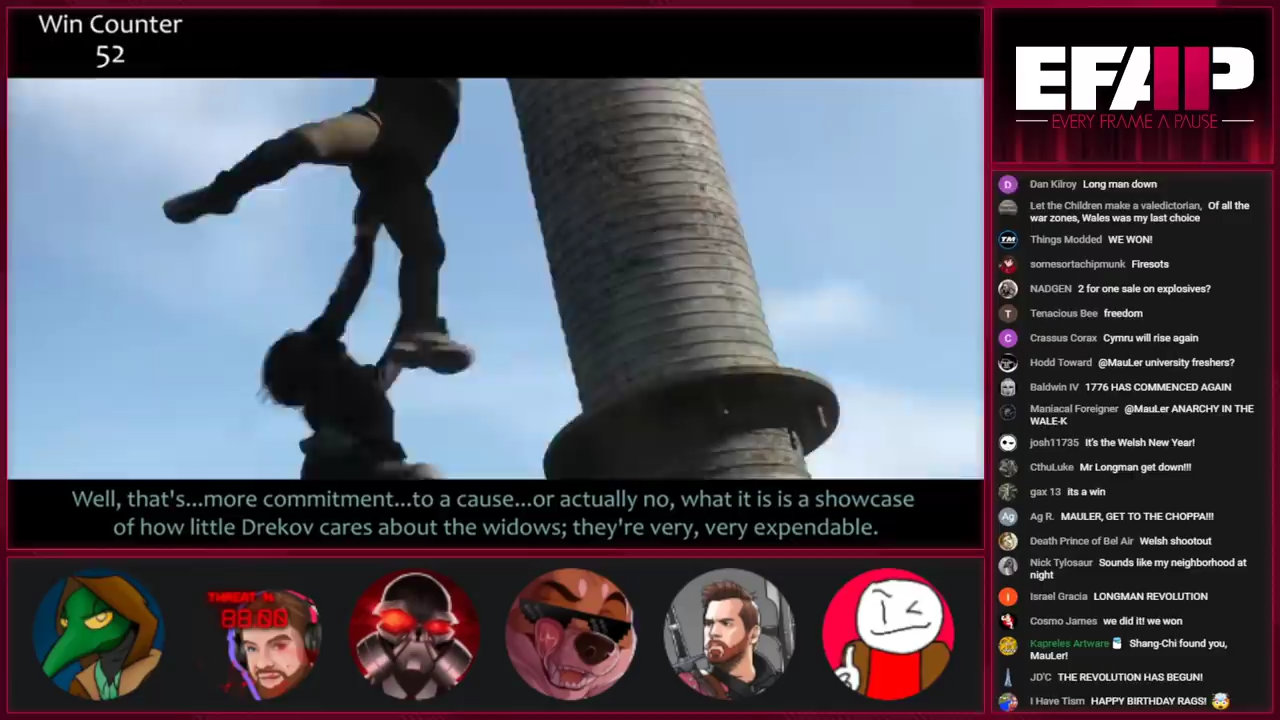 Win Counter
52
EFAP
EVERY FRAME A PAUSE
Well, that's...more commitment...to a cause...or actually no, what it is is a showcase
of how little Drekov cares about the widows; they're very, very expendable.
88.00
D Dan Kilroy Long man down
Let the Children make a valedictorian, Of all the
war zones, Wales was my last choice
TM Things Modded WE WON!
somesortachipmunk Firesots
NADGEN 2 for one sale on explosives?
T Tenacious Bee freedom
C Crassus Corax Cymru will rise again
Hodd Toward @MauLer university freshers?
Baldwin IV 1776 HAS COMMENCED AGAIN
Maniacal Foreigner @MauLer ANARCHY IN THE
WALE-K
josh11735 It's the Welsh New Year!
CthuLuke Mr Longman get down!!!
gax 13 its a win
Ag Ag R. MAULER, GET TO THE CHOPPA!!!
Death Prince of Bel Air Welsh shootout
Nick Tylosaur Sounds like my neighborhood at
night
I Israel Gracia LONGMAN REVOLUTION
Cosmo James we did it! we won
Kapreles Artware Shang-Chi found you,
MauLer!
JD'C THE REVOLUTION HAS BEGUN!
I Have Tism HAPPY BIRTHDAY RAGS! 🤯